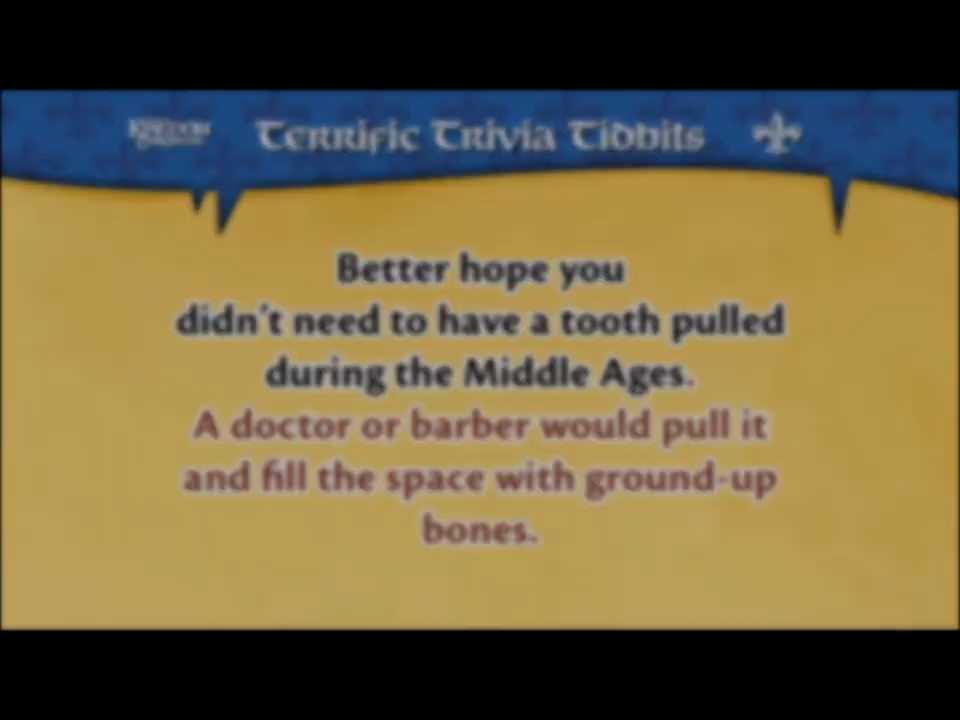 Terrific Trivia Tidbits
Better hope you
didn't need to have a tooth pulled
during the Middle Ages.
A doctor or barber would pull it
and fill the space with ground-up
bones.